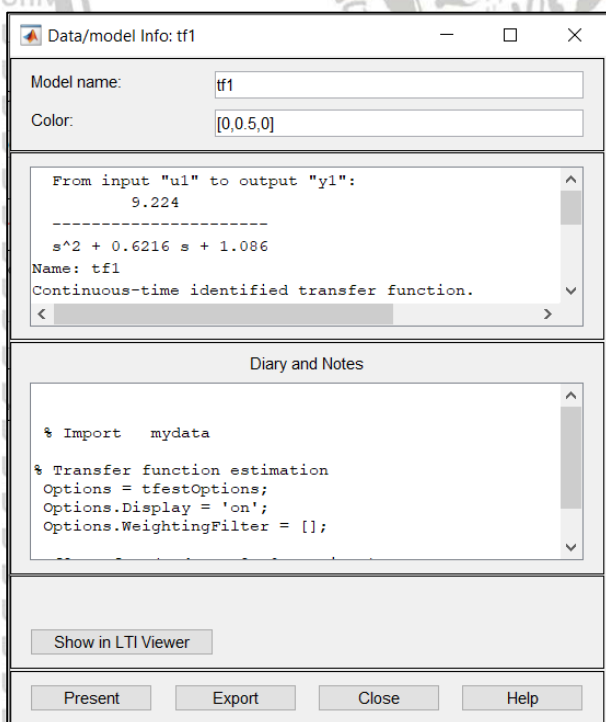 Data/model Info: tf1
Model name:
tf1
Color:
[0,0.5,0]
From input "u1" to output "y1":
9.224
----------------------
s^2 + 0.6216 s + 1.086
Name: tf1
Continuous-time identified transfer function.
Diary and Notes
% Import   mydata
% Transfer function estimation
Options = tfestOptions;
Options.Display = 'on';
Options.WeightingFilter = [];
Show in LTI Viewer
Present
Export
Close
Help